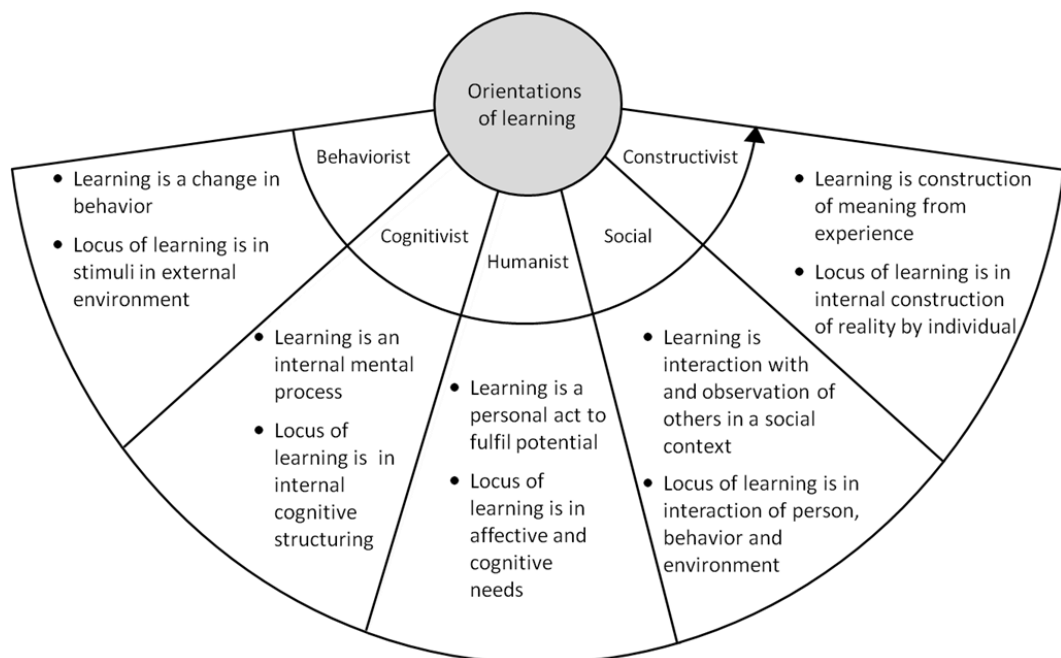 Orientations
of learning
Behaviorist
Cognitivist
Humanist
Social
Constructivist
• Learning is a change in
behavior
• Locus of learning is in
stimuli in external
environment
• Learning is an
internal mental
process
• Locus of
learning is in
internal
cognitive
structuring
• Learning is a
personal act to
fulfil potential
• Locus of
learning is in
affective and
cognitive
needs
• Learning is
interaction with
and observation of
others in a social
context
• Locus of learning is in
interaction of person,
behavior and
environment
• Learning is construction
of meaning from
experience
• Locus of learning is in
internal construction
of reality by individual